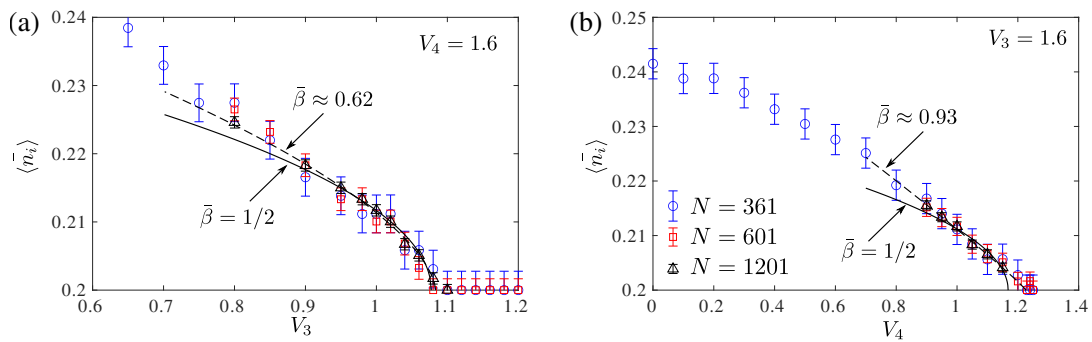 (a)
V₄ = 1.6
β̄ ≈ 0.62
β̄ = 1/2
⟨n̄ᵢ⟩
0.24
0.23
0.22
0.21
0.2
0.6 0.7 0.8 0.9 1 1.1 1.2
V₃
(b)
V₃ = 1.6
β̄ ≈ 0.93
β̄ = 1/2
N = 361
N = 601
N = 1201
⟨n̄ᵢ⟩
0.25
0.24
0.23
0.22
0.21
0.2
0 0.2 0.4 0.6 0.8 1 1.2 1.4
V₄